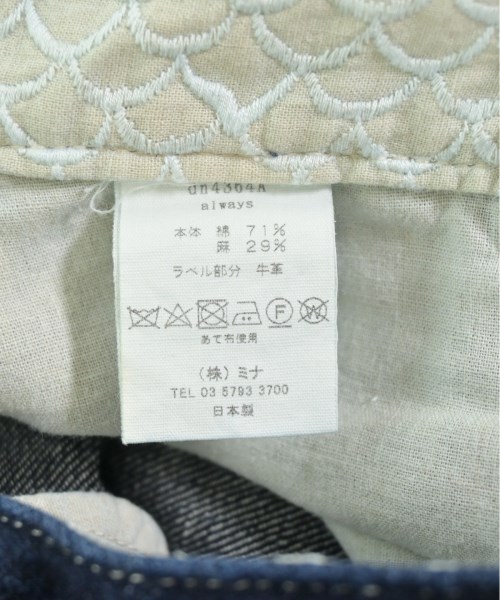 an4364A
always
本体 綿 71%
麻 29%
ラベル部分 牛革
F W
あて布使用
(株)ミナ
TEL 03 5793 3700
日本製